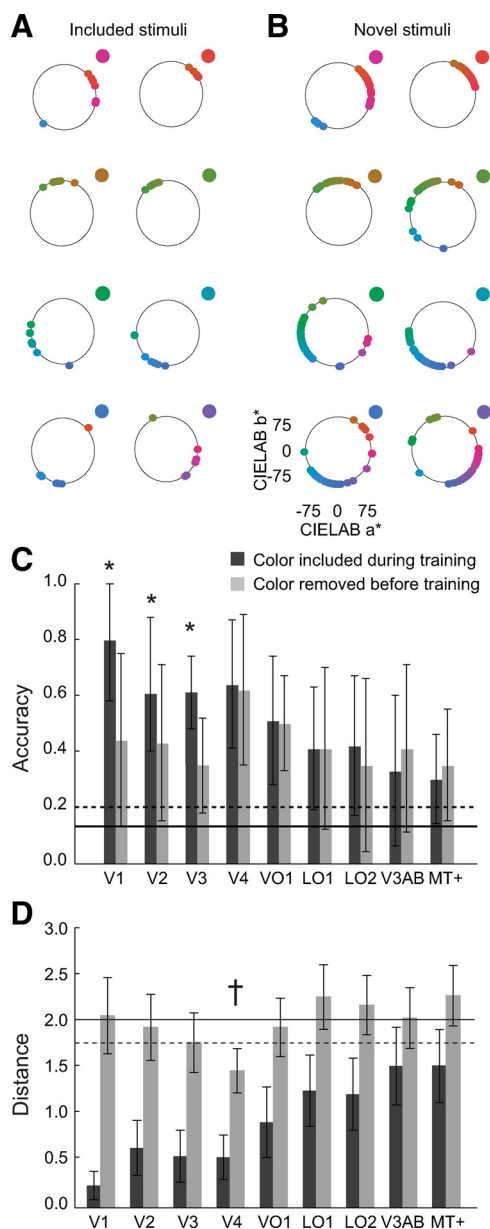 A Included stimuli
B Novel stimuli
CIELAB b*
75
0
-75
-75 0 75
CIELAB a*
C
Color included during training
Color removed before training
* * *
Accuracy
1.0
0.8
0.6
0.4
0.2
0.0
V1 V2 V3 V4 VO1 LO1 LO2 V3AB MT+
D
†
Distance
3.0
2.5
2.0
1.5
1.0
0.5
0.0
V1 V2 V3 V4 VO1 LO1 LO2 V3AB MT+